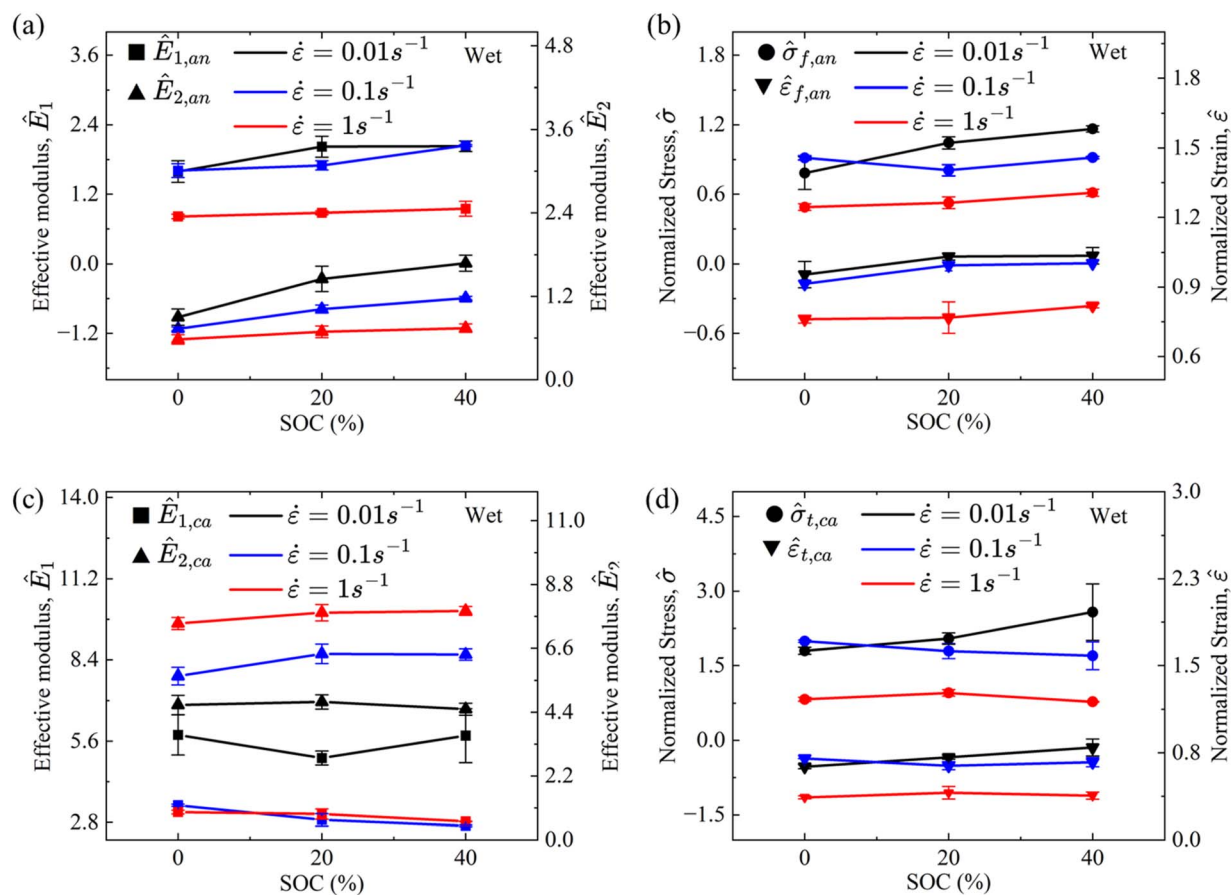 (a)
Ê1,an
Ê2,an
ε̇ = 0.01s⁻¹
ε̇ = 0.1s⁻¹
ε̇ = 1s⁻¹
Wet
Effective modulus, Ê1
3.6
2.4
1.2
0.0
−1.2
0
20
40
SOC (%)
4.8
3.6
2.4
1.2
0.0
Effective modulus, Ê2
(b)
σ̂f,an
ε̂f,an
ε̇ = 0.01s⁻¹
ε̇ = 0.1s⁻¹
ε̇ = 1s⁻¹
Wet
Normalized Stress, σ̂
1.8
1.2
0.6
0.0
−0.6
0
20
40
SOC (%)
1.8
1.5
1.2
0.9
0.6
Normalized Strain, ε̂
(c)
Ê1,ca
Ê2,ca
ε̇ = 0.01s⁻¹
ε̇ = 0.1s⁻¹
ε̇ = 1s⁻¹
Wet
Effective modulus, Ê1
14.0
11.2
8.4
5.6
2.8
0
20
40
SOC (%)
11.0
8.8
6.6
4.4
2.2
0.0
Effective modulus, Ê2
(d)
σ̂t,ca
ε̂t,ca
ε̇ = 0.01s⁻¹
ε̇ = 0.1s⁻¹
ε̇ = 1s⁻¹
Wet
Normalized Stress, σ̂
4.5
3.0
1.5
0.0
−1.5
0
20
40
SOC (%)
3.0
2.3
1.5
0.8
0.0
Normalized Strain, ε̂